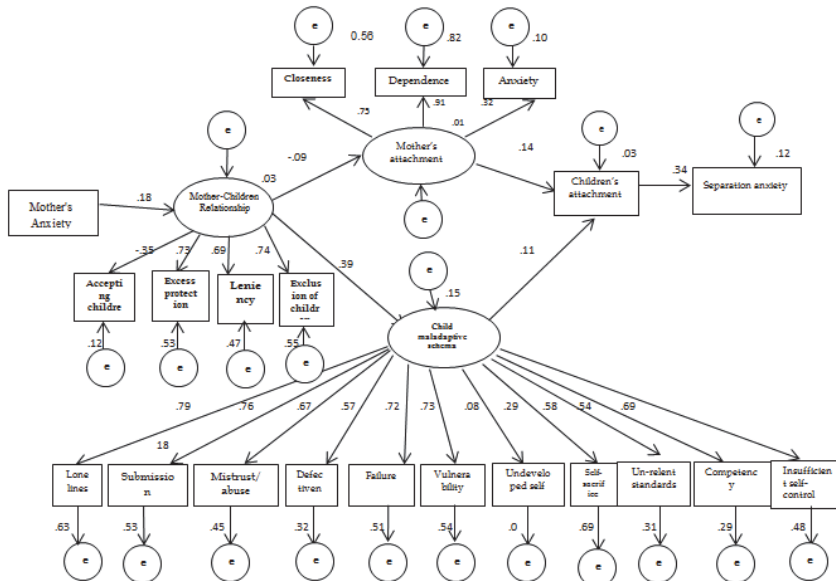 e
0.56
e
.82
e
.10
Closeness
Dependence
Anxiety
.75
.91
.32
e
.01
e
e
-.09
Mother's
attachment
.14
.03
.03
.34
.12
Mother's
Anxiety
.18
Mother-Children
Relationship
Children's
attachment
Separation anxiety
e
-.35
.73
.69
.74
.39
.11
Accepti
ng childre
Excess
protect
ion
Lenie
ncy
Exclus
ion of
childr
e
.15
.12
.53
.47
.55
Child
maladaptive
schema
e
e
e
e
.79
.76
.67
.57
.72
.73
.08
.29
.58
.54
.69
18
Lone
lines
Submissio
n
Mistrust/
abuse
Defec
tiven
Failure
Vulnera
bility
Undevelo
ped self
Self-
sacrif
ice
Un-relent
standards
Competenc
y
Insufficien
t self-
control
.63
.53
.45
.32
.51
.54
.0
.69
.31
.29
.48
e
e
e
e
e
e
e
e
e
e
e